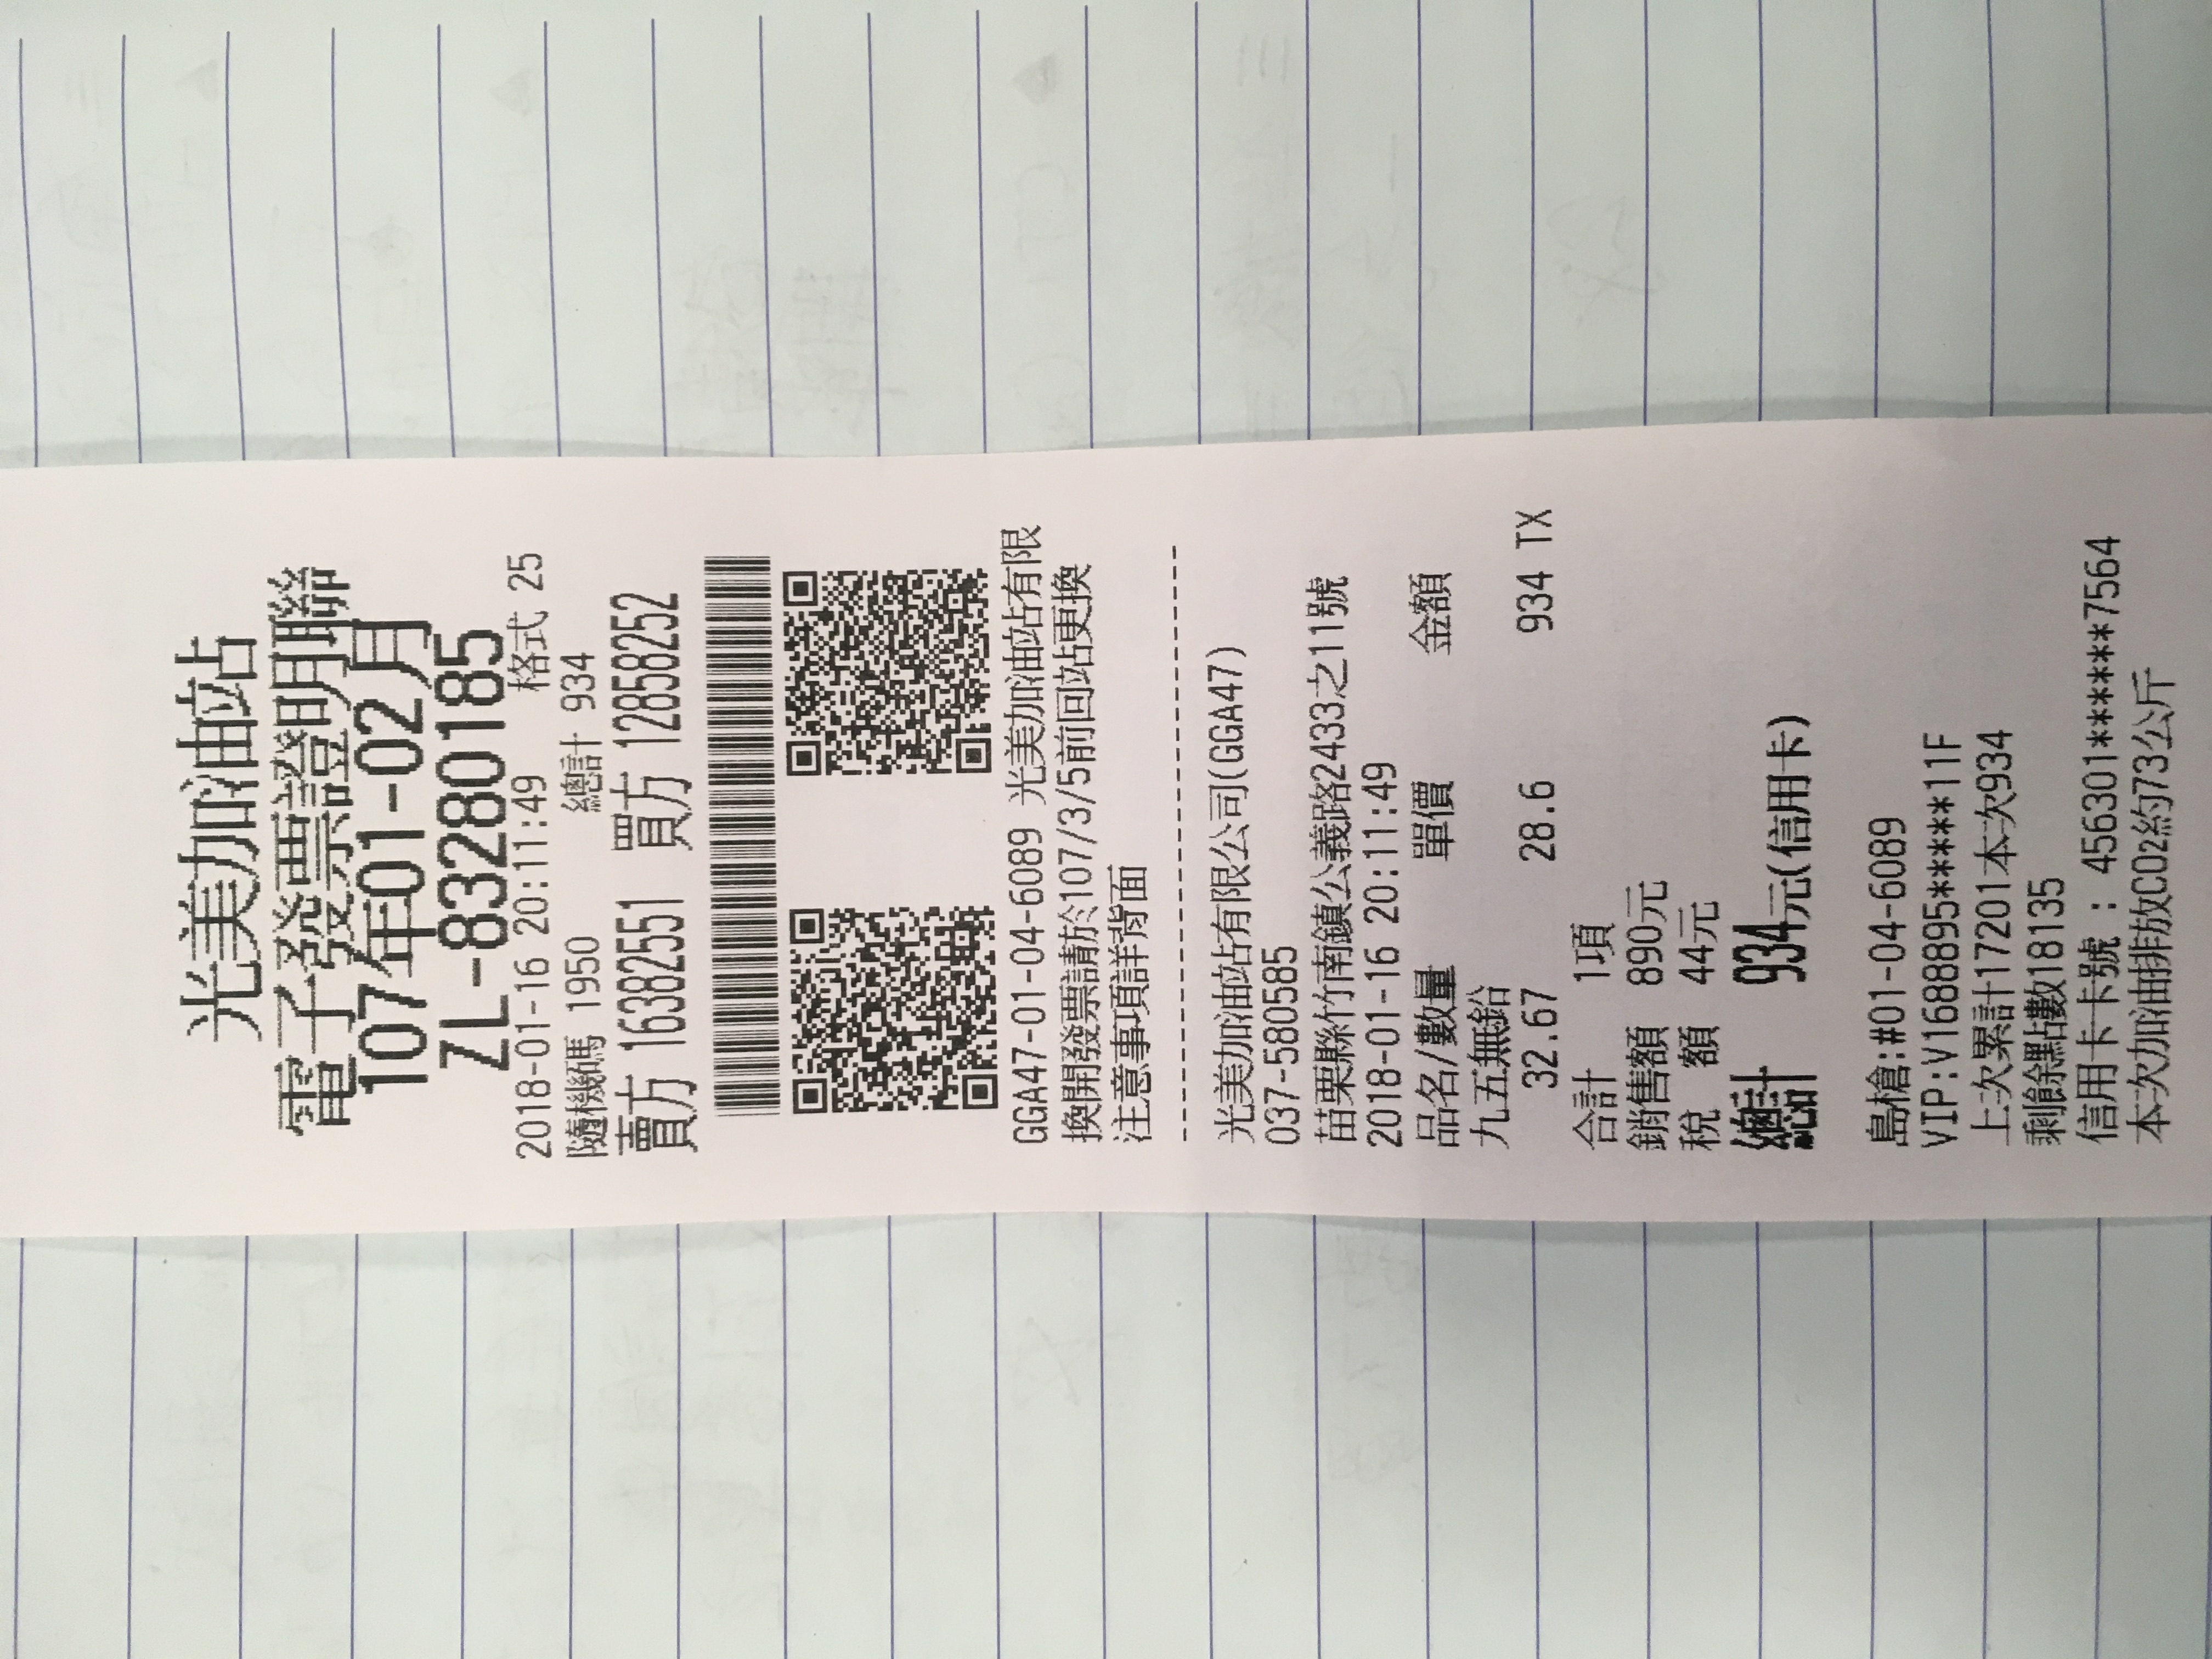 光美加油站
電子發票證明聯
107年01-02月
ZL-83280185
2018-01-16 20:11:49 格式 25
隨機碼 1950 總計 934
賣方 16382551 買方 12858252
GGA47-01-04-6089 光美加油站有限
換開發票請於107/3/5前回站更換
注意事項詳背面
------------------------------
光美加油站有限公司(GGA47)
037-580585
苗栗縣竹南鎮公義路2433之11號
2018-01-16 20:11:49
品名/數量 單價 金額
九五無鉛
32.67 28.6 934 TX
合計 1項
銷售額 890元
稅 額 44元
總計 934元(信用卡)
島槍:#01-04-6089
VIP:V1688895*****11F
上次累計17201本次934
剩餘點數18135
信用卡卡號 : 456301******7564
本次加油排放CO2約73公斤